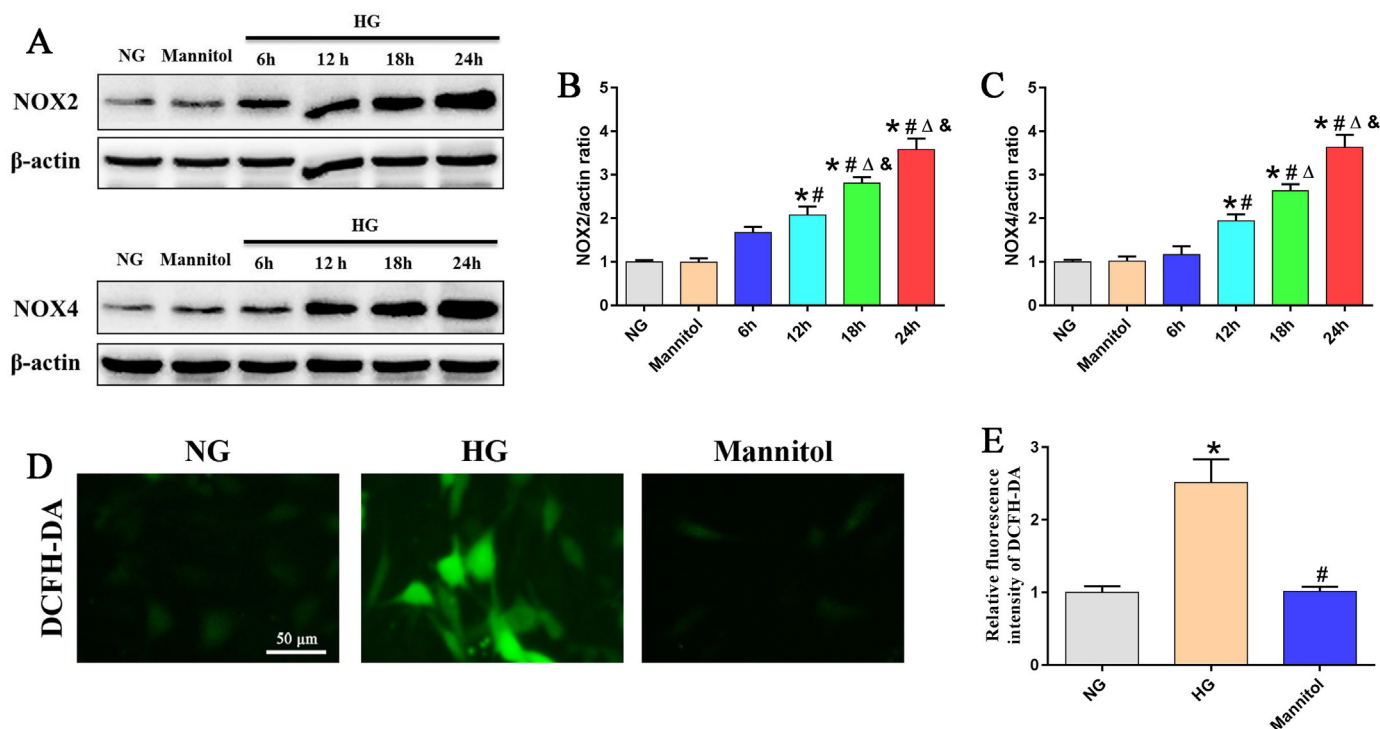 A
HG
NG Mannitol 6h 12 h 18h 24h
NOX2
β-actin
HG
NG Mannitol 6h 12 h 18h 24h
NOX4
β-actin
B
NOX2/actin ratio
5
4
3
2
1
0
*#
*#Δ &
*#Δ &
NG
Mannitol
6h
12h
18h
24h
C
NOX4/actin ratio
5
4
3
2
1
0
*#
*#Δ
*#Δ &
NG
Mannitol
6h
12h
18h
24h
D
NG HG Mannitol
DCFH-DA
50 μm
E
Relative fluorescence
intensity of DCFH-DA
3
2
1
0
*
#
NG
HG
Mannitol